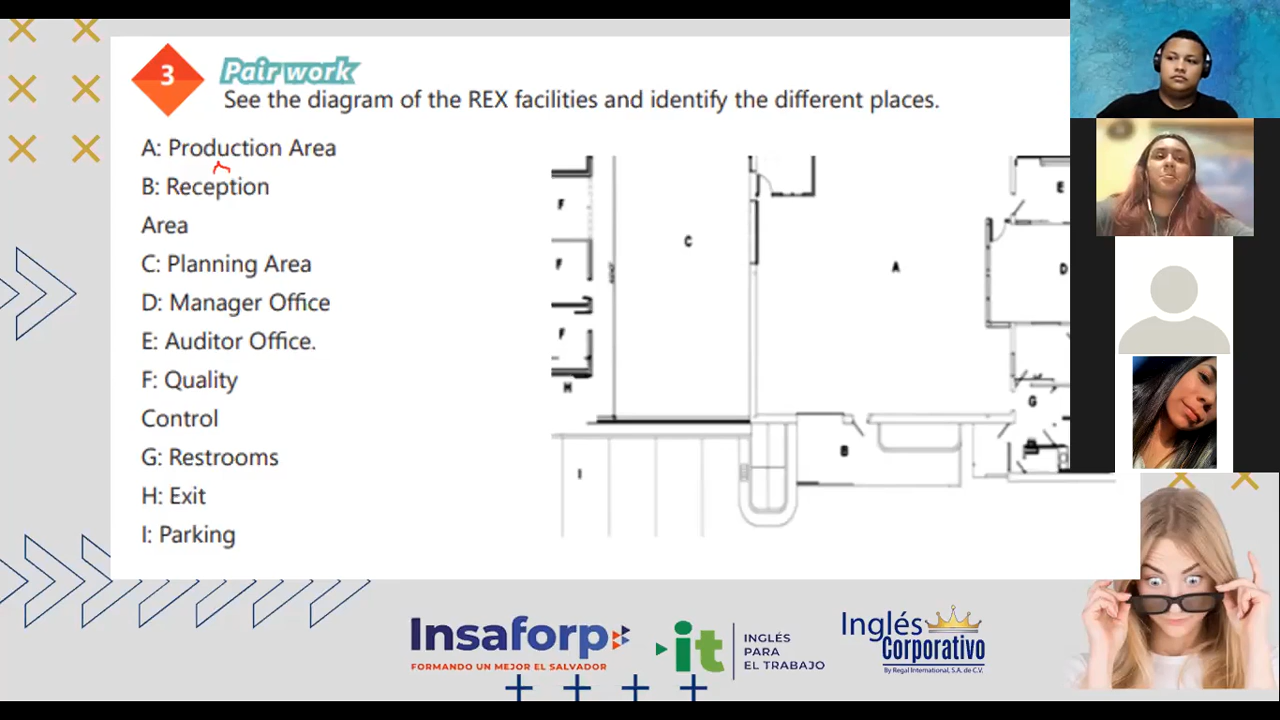 3
Pair work
See the diagram of the REX facilities and identify the different places.
A: Production Area
B: Reception
Area
C: Planning Area
D: Manager Office
E: Auditor Office.
F: Quality
Control
G: Restrooms
H: Exit
I: Parking
F
C
E
F
A
D
F
H
G
B
I
Insaforp
FORMANDO UN MEJOR EL SALVADOR
it
INGLÉS
PARA
EL TRABAJO
Inglés
Corporativo
By Regal International, S.A. de C.V.